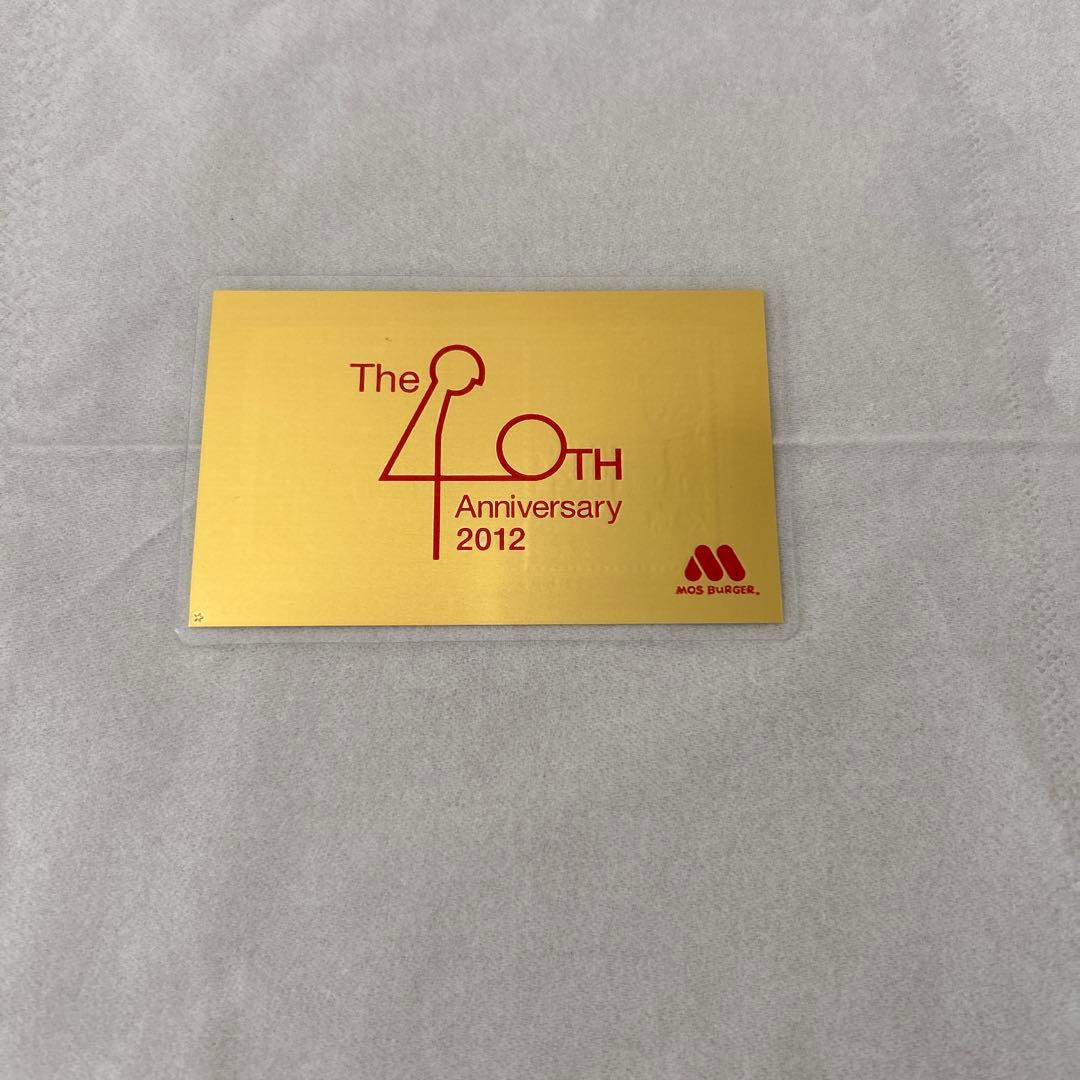 The
40TH
Anniversary
2012
MOS BURGER.